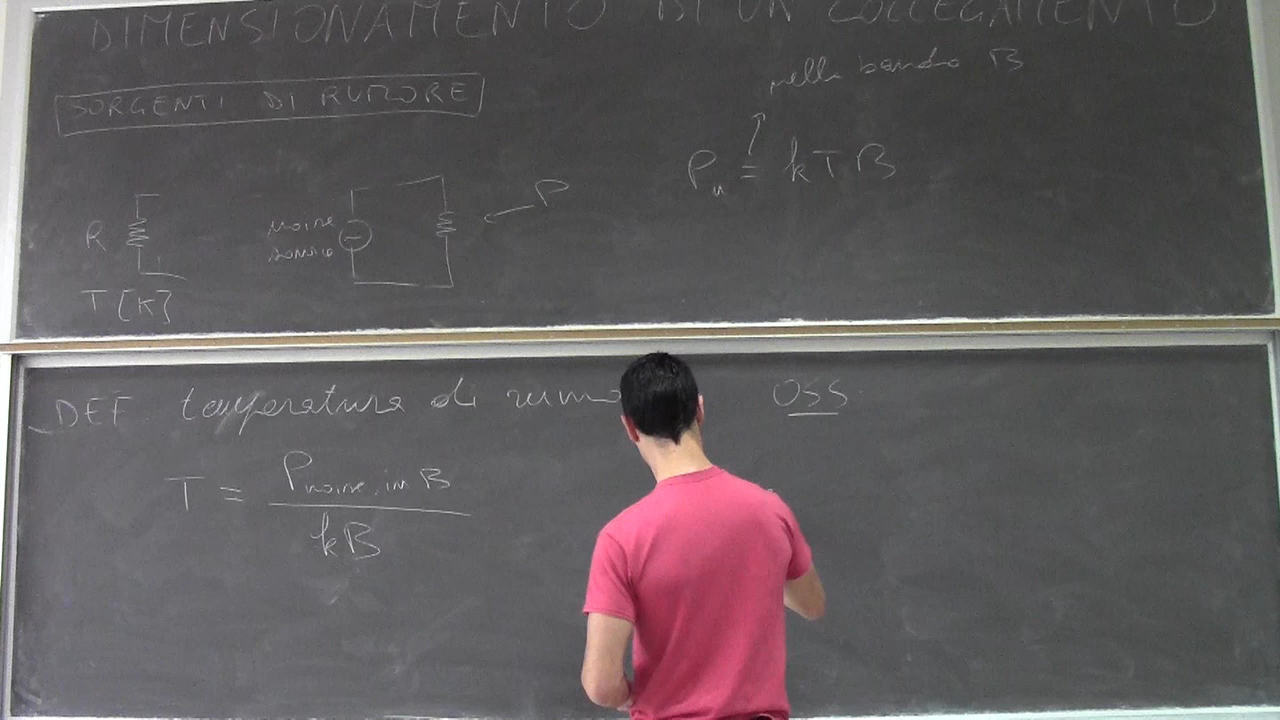 DIMENSIONAMENTO DI UN COLLEGAMENTO
SORGENTI DI RUMORE
nella banda B
Pn = kTB
R
noise
source
P
T [K]
DEF temperatura di rumo
OSS.
T ≡ Pnoise, in B
kB